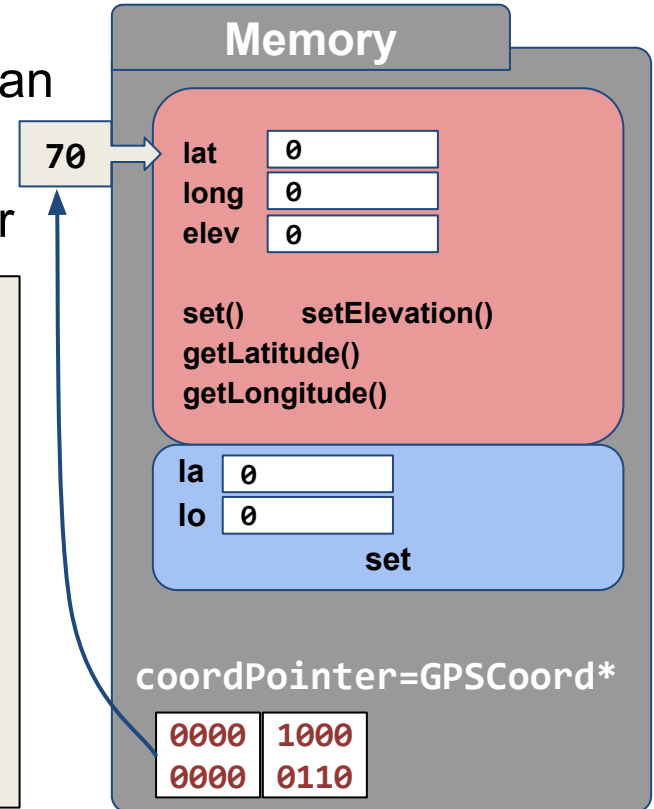 Memory
an
70
r
lat 0
long 0
elev 0
set() setElevation()
getLatitude()
getLongitude()
la 0
lo 0
set
coordPointer=GPSCoord*
0000 1000
0000 0110